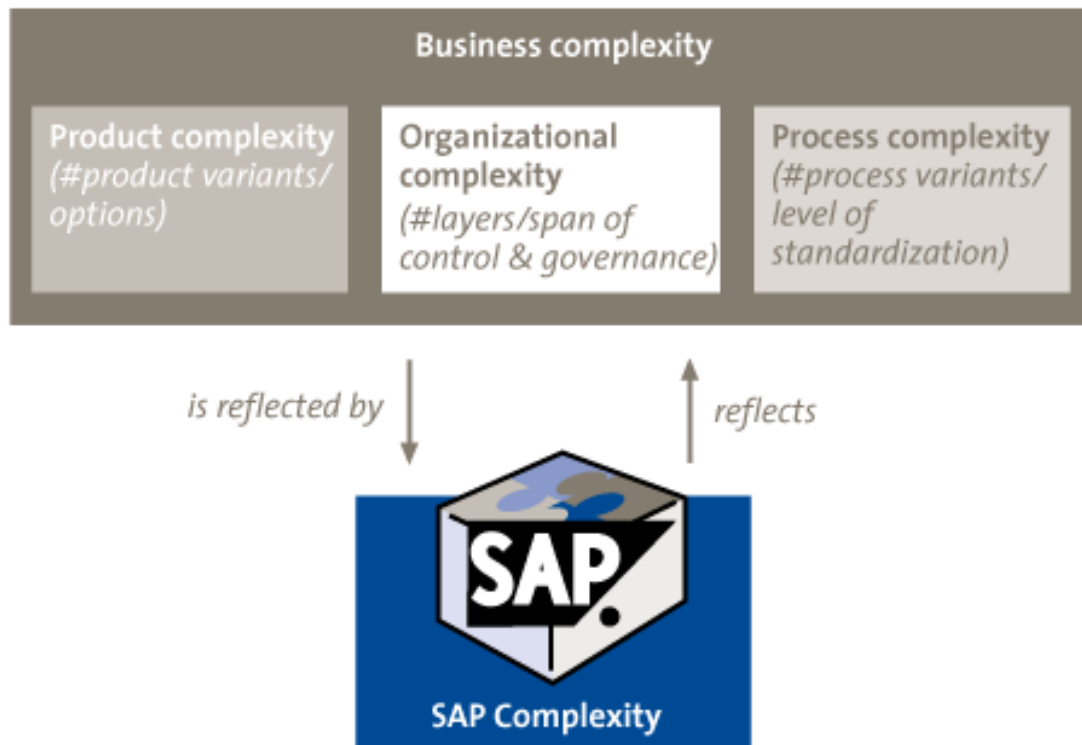 Business complexity
Product complexity
(#product variants/
options)
Organizational
complexity
(#layers/span of
control & governance)
Process complexity
(#process variants/
level of
standardization)
is reflected by
reflects
SAP
SAP Complexity